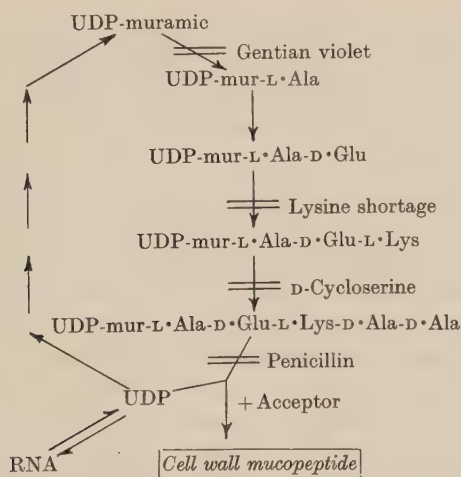 UDP-muramic
Gentian violet
UDP-mur-L·Ala
UDP-mur-L·Ala-D·Glu
Lysine shortage
UDP-mur-L·Ala-D·Glu-L·Lys
D-Cycloserine
UDP-mur-L·Ala-D·Glu-L·Lys-D·Ala-D·Ala
Penicillin
UDP
+ Acceptor
RNA
Cell wall mucopeptide